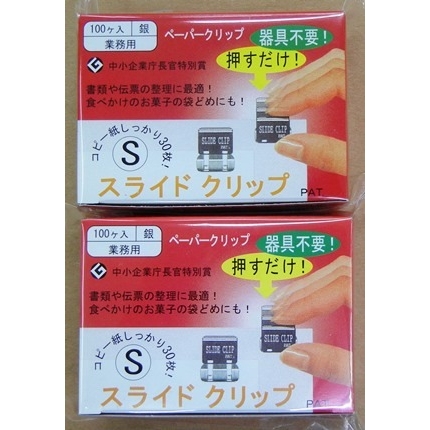 100ヶ入 銀
業務用
ペーパークリップ
器具不要!
押すだけ!
中小企業庁長官特別賞
書類や伝票の整理に最適!
食べかけのお菓子の袋どめにも!
コピー紙しっかり30枚!
S
SLIDE CLIP
SLIDE CLIP
スライド クリップ
PAT.
100ヶ入 銀
業務用
ペーパークリップ
器具不要!
押すだけ!
中小企業庁長官特別賞
書類や伝票の整理に最適!
食べかけのお菓子の袋どめにも!
コピー紙しっかり30枚!
S
SLIDE CLIP
SLIDE CLIP
スライド クリップ
PAT.